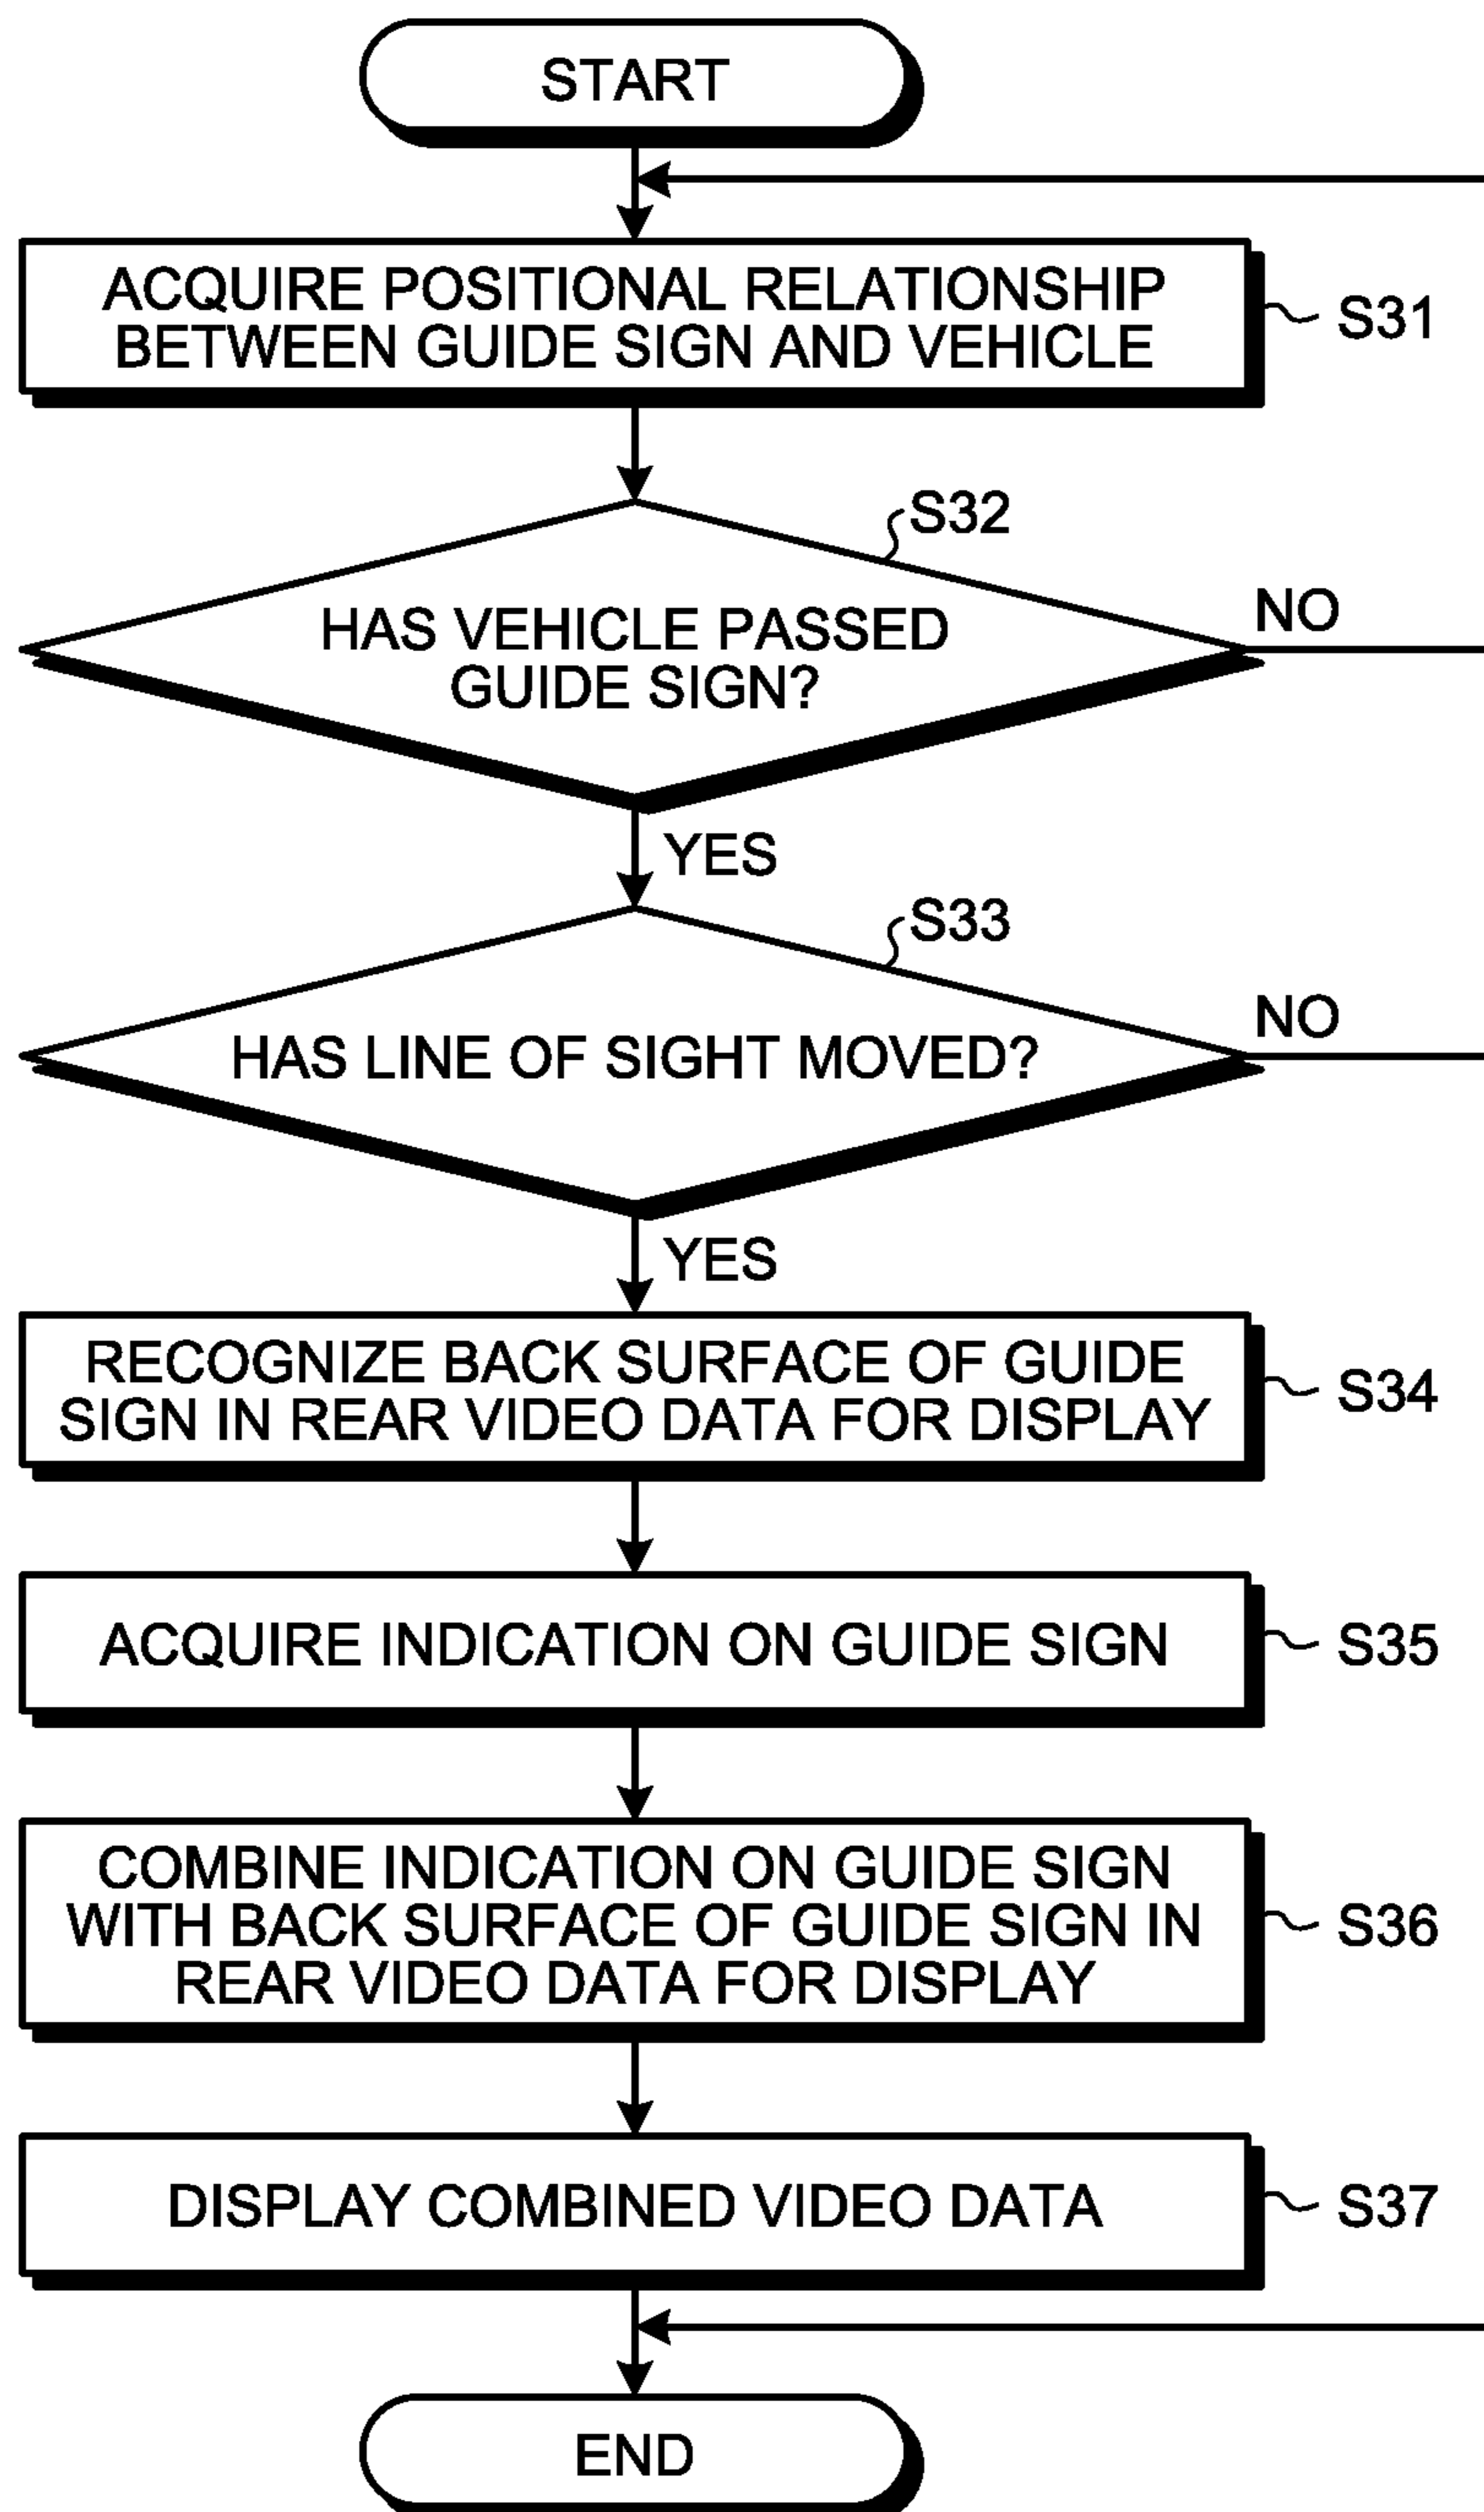 START
ACQUIRE POSITIONAL RELATIONSHIP
BETWEEN GUIDE SIGN AND VEHICLE
S31
S32
HAS VEHICLE PASSED
GUIDE SIGN?
NO
YES
S33
HAS LINE OF SIGHT MOVED?
NO
YES
RECOGNIZE BACK SURFACE OF GUIDE
SIGN IN REAR VIDEO DATA FOR DISPLAY
S34
ACQUIRE INDICATION ON GUIDE SIGN
S35
COMBINE INDICATION ON GUIDE SIGN
WITH BACK SURFACE OF GUIDE SIGN IN
REAR VIDEO DATA FOR DISPLAY
S36
DISPLAY COMBINED VIDEO DATA
S37
END